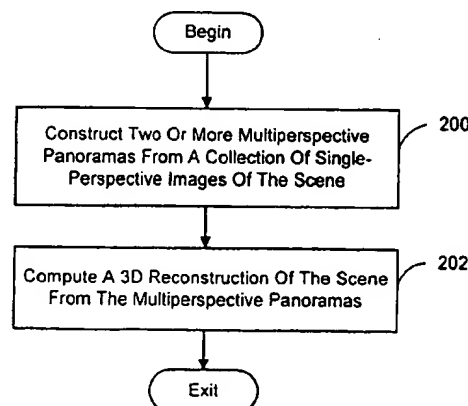 Begin
Construct Two Or More Multiperspective
Panoramas From A Collection Of Single-
Perspective Images Of The Scene
200
Compute A 3D Reconstruction Of The Scene
From The Multiperspective Panoramas
202
Exit